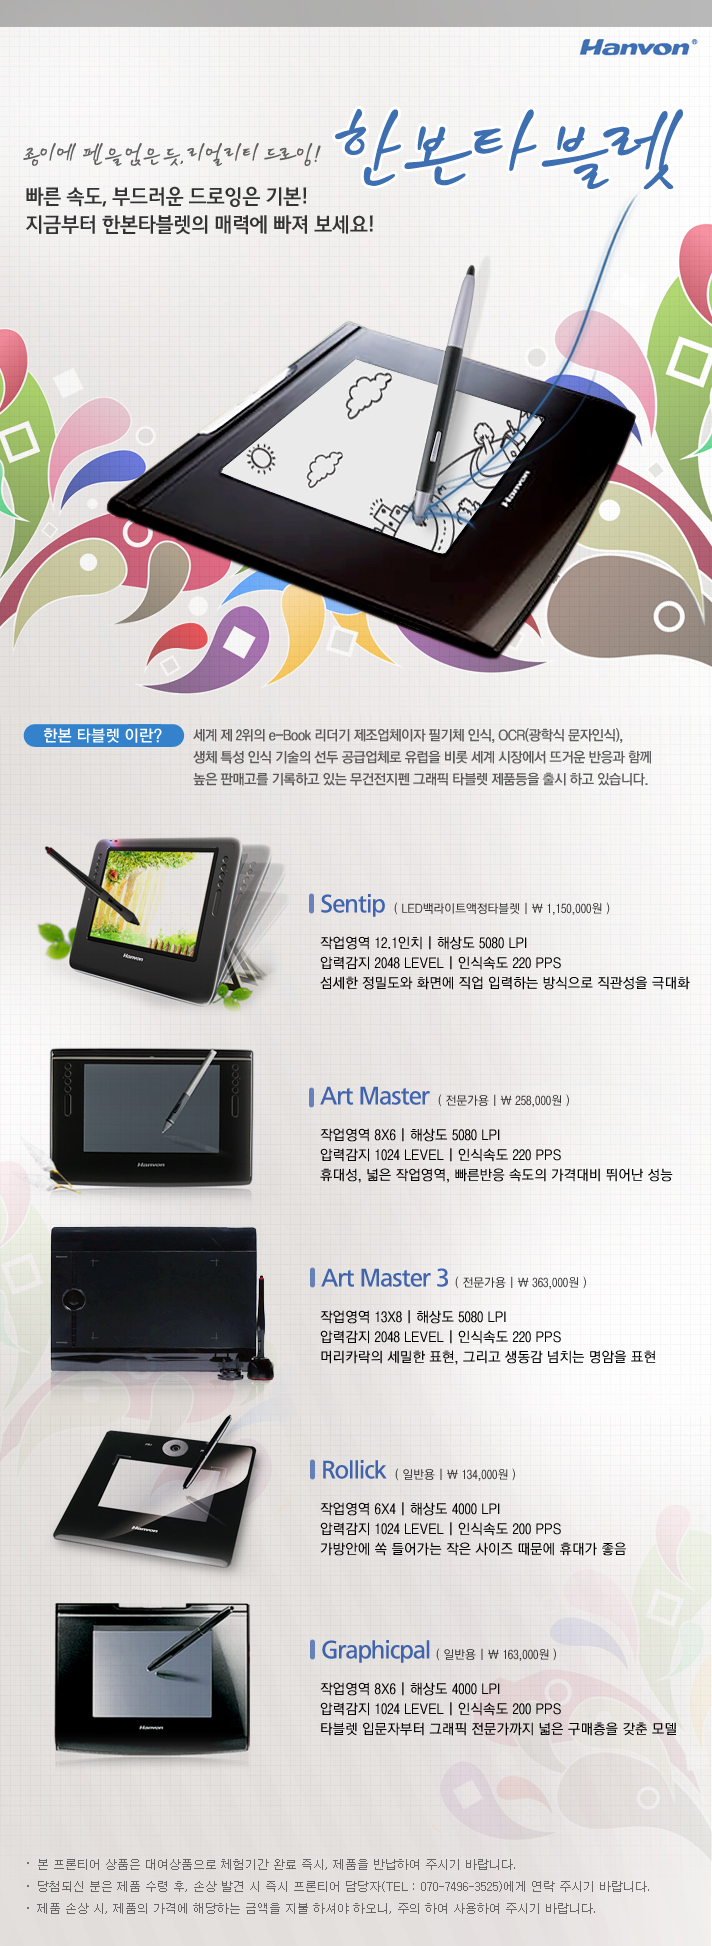 Hanvon®
종이에 펜을 얹은 듯, 리얼리티 드로잉!
한본타블렛
빠른 속도, 부드러운 드로잉은 기본!
지금부터 한본타블렛의 매력에 빠져 보세요!
Hanvon
한본 타블렛 이란?
세계 제 2위의 e-Book 리더기 제조업체이자 필기체 인식, OCR(광학식 문자인식),
생체 특성 인식 기술의 선두 공급업체로 유럽을 비롯 세계 시장에서 뜨거운 반응과 함께
높은 판매고를 기록하고 있는 무건전지펜 그래픽 타블렛 제품등을 출시 하고 있습니다.
Hanvon
Sentip ( LED백라이트액정타블렛 | ₩ 1,150,000원 )
작업영역 12.1인치 | 해상도 5080 LPI
압력감지 2048 LEVEL | 인식속도 220 PPS
섬세한 정밀도와 화면에 직업 입력하는 방식으로 직관성을 극대화
Hanvon
Art Master ( 전문가용 | ₩ 258,000원 )
작업영역 8X6 | 해상도 5080 LPI
압력감지 1024 LEVEL | 인식속도 220 PPS
휴대성, 넓은 작업영역, 빠른반응 속도의 가격대비 뛰어난 성능
Art Master 3 ( 전문가용 | ₩ 363,000원 )
작업영역 13X8 | 해상도 5080 LPI
압력감지 2048 LEVEL | 인식속도 220 PPS
머리카락의 세밀한 표현, 그리고 생동감 넘치는 명암을 표현
Hanvon
Rollick ( 일반용 | ₩ 134,000원 )
작업영역 6X4 | 해상도 4000 LPI
압력감지 1024 LEVEL | 인식속도 200 PPS
가방안에 쏙 들어가는 작은 사이즈 때문에 휴대가 좋음
Hanvon
Graphicpal ( 일반용 | ₩ 163,000원 )
작업영역 8X6 | 해상도 4000 LPI
압력감지 1024 LEVEL | 인식속도 200 PPS
타블렛 입문자부터 그래픽 전문가까지 넓은 구매층을 갖춘 모델
· 본 프론티어 상품은 대여상품으로 체험기간 완료 즉시, 제품을 반납하여 주시기 바랍니다.
· 당첨되신 분은 제품 수령 후, 손상 발견 시 즉시 프론티어 담당자(TEL : 070-7496-3525)에게 연락 주시기 바랍니다.
· 제품 손상 시, 제품의 가격에 해당하는 금액을 지불 하셔야 하오니, 주의 하여 사용하여 주시기 바랍니다.